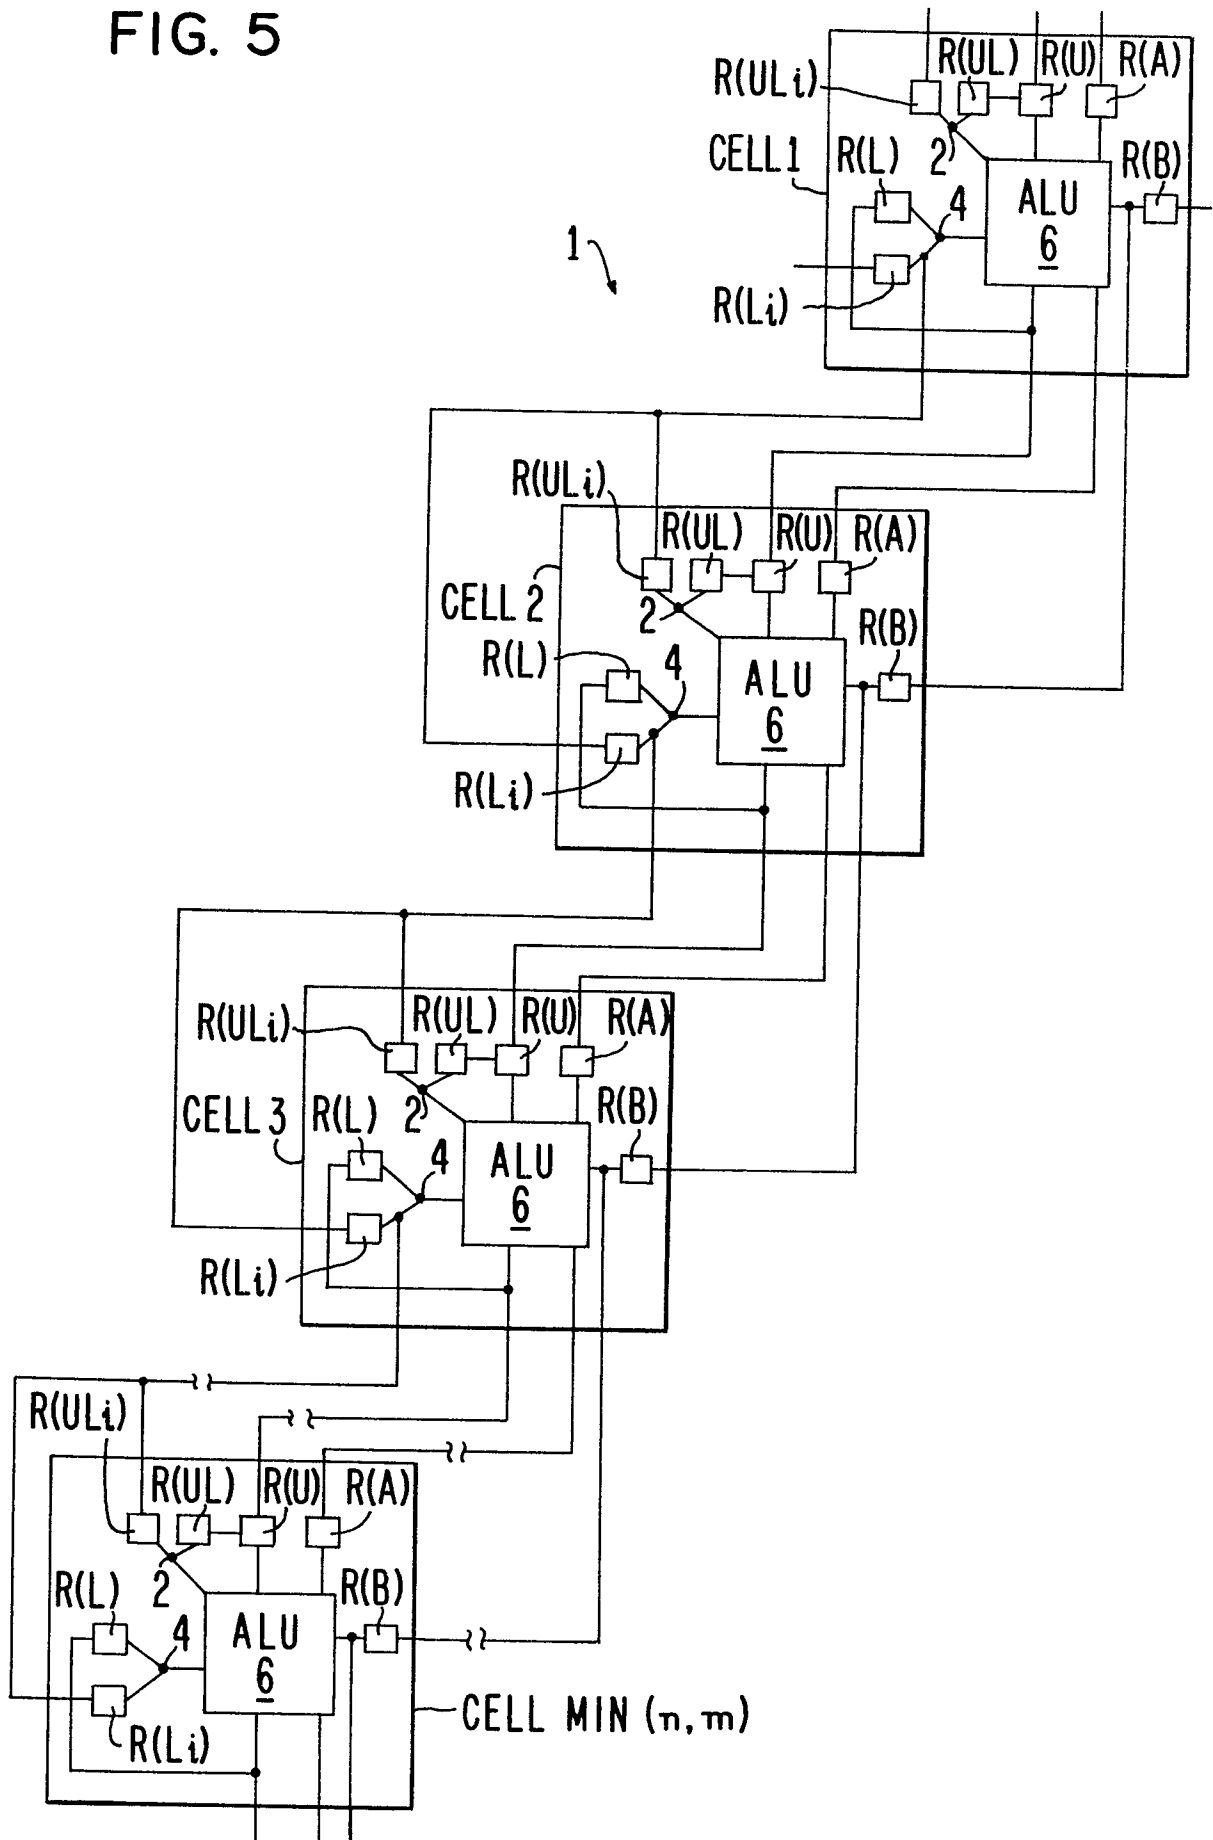 FIG. 5
R(ULi) R(UL) R(U) R(A)
CELL 1 R(L) 2 R(B)
4 ALU
1 6
R(Li)
R(ULi) R(UL) R(U) R(A)
CELL 2 2 R(B)
R(L) 4 ALU
6
R(Li)
R(ULi) R(UL) R(U) R(A)
CELL 3 R(L) 2 R(B)
4 ALU
6
R(Li)
R(ULi)
R(UL) R(U) R(A)
R(L) 2 R(B)
4 ALU
6
R(Li) CELL MIN (n, m)